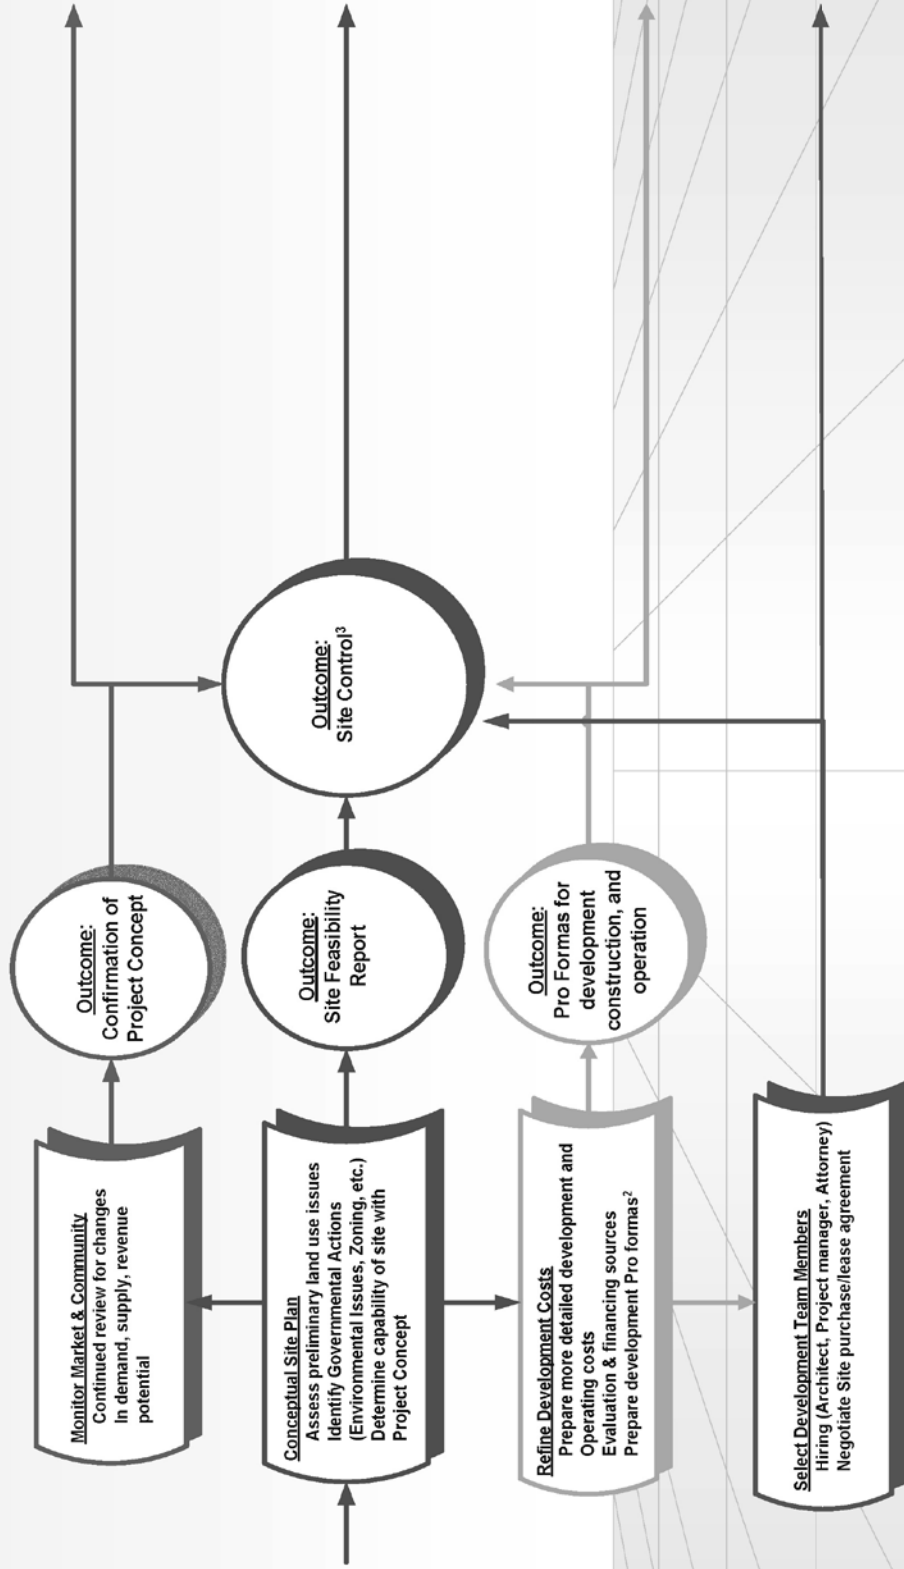 Monitor Market & Community
Continued review for changes
In demand, supply, revenue
potential
Outcome:
Confirmation of
Project Concept
Conceptual Site Plan
Assess preliminary land use issues
Identify Governmental Actions
(Environmental Issues, Zoning, etc.)
Determine capability of site with
Project Concept
Outcome:
Site Feasibility
Report
Outcome:
Site Control³
Refine Development Costs
Prepare more detailed development and
Operating costs
Evaluation & financing sources
Prepare development Pro formas²
Outcome:
Pro Formas for
development
construction, and
operation
Select Development Team Members
Hiring (Architect, Project manager, Attorney)
Negotiate Site purchase/lease agreement